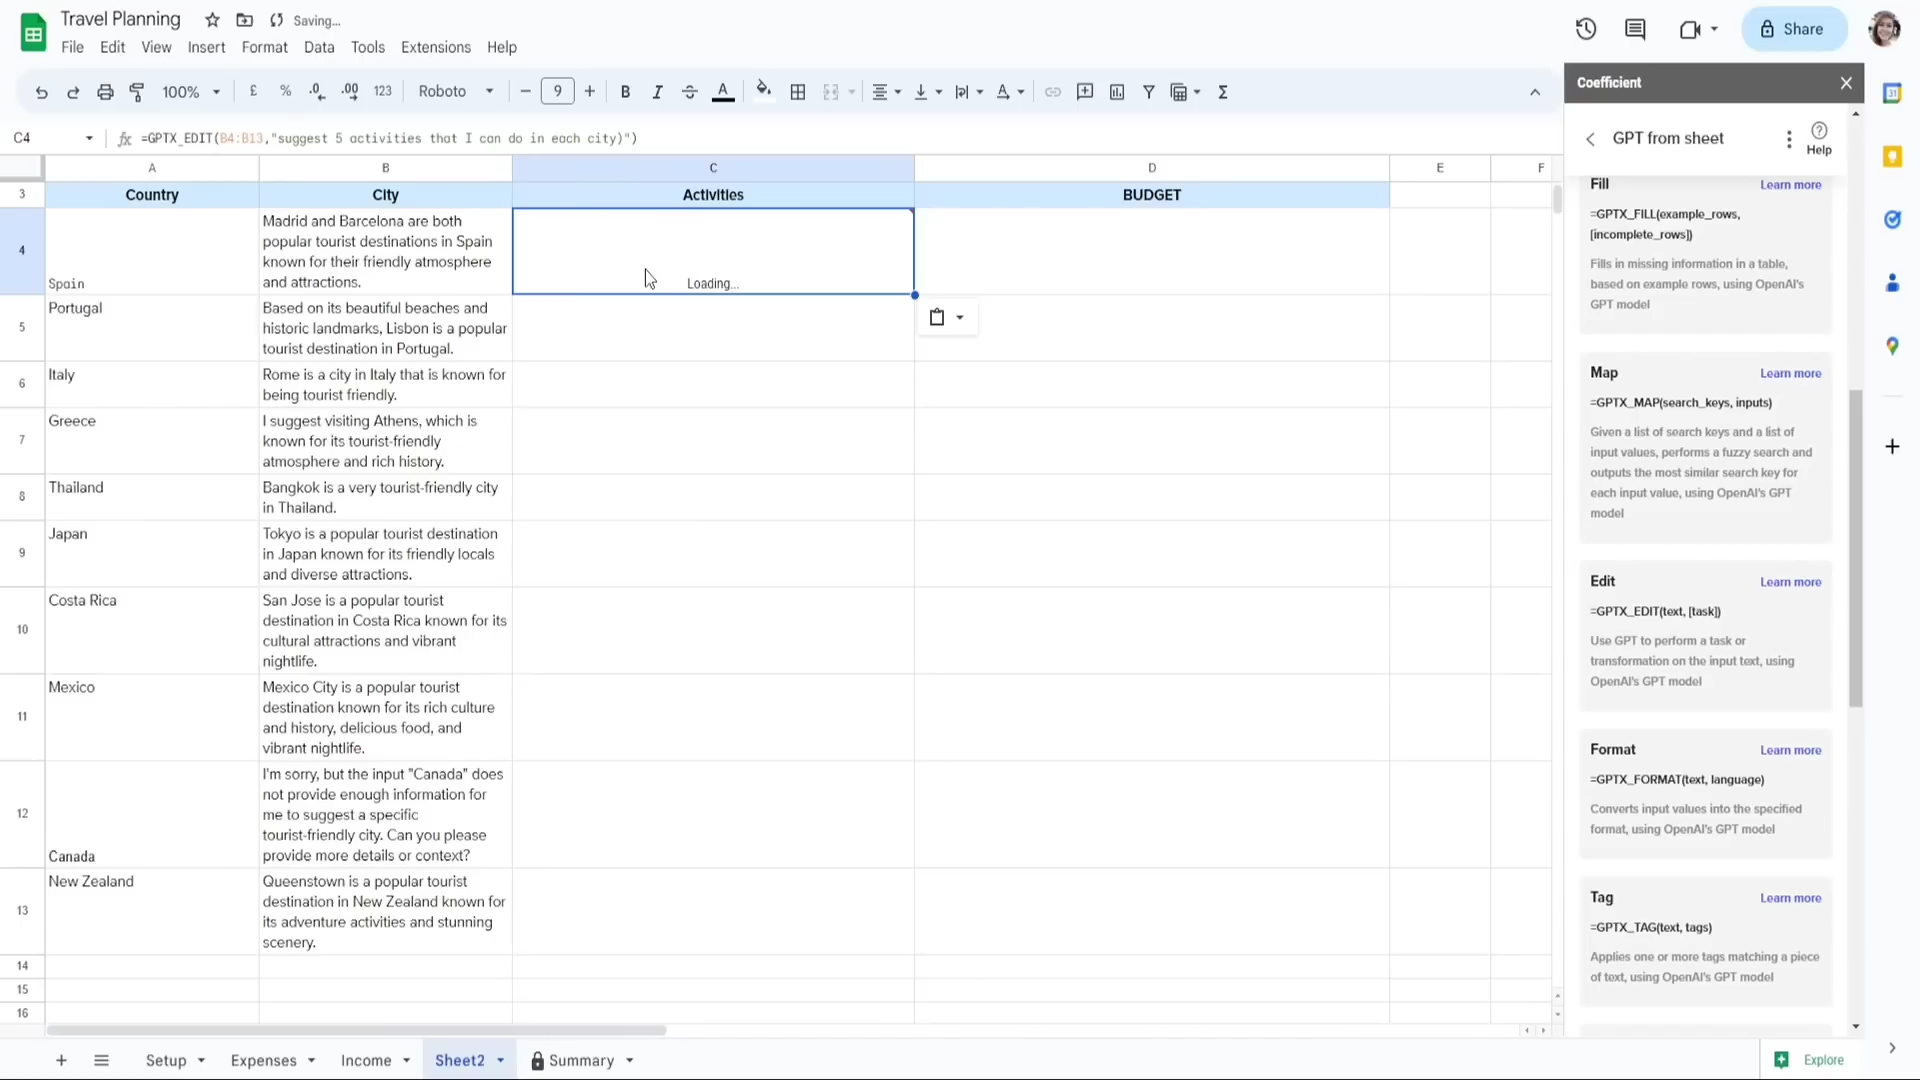 Travel Planning
Saving...
File Edit View Insert Format Data Tools Extensions Help
Share
100% £ % .0 .00 123 Roboto 9 B I A Σ
C4
fx =GPTX_EDIT(B4:B13,"suggest 5 activities that I can do in each city)")
A B C D E F
3 Country City Activities BUDGET
4
Spain
Madrid and Barcelona are both
popular tourist destinations in Spain
known for their friendly atmosphere
and attractions.
Loading...
5
Portugal
Based on its beautiful beaches and
historic landmarks, Lisbon is a popular
tourist destination in Portugal.
6
Italy
Rome is a city in Italy that is known for
being tourist friendly.
7
Greece
I suggest visiting Athens, which is
known for its tourist-friendly
atmosphere and rich history.
8
Thailand
Bangkok is a very tourist-friendly city
in Thailand.
9
Japan
Tokyo is a popular tourist destination
in Japan known for its friendly locals
and diverse attractions.
10
Costa Rica
San Jose is a popular tourist
destination in Costa Rica known for its
cultural attractions and vibrant
nightlife.
11
Mexico
Mexico City is a popular tourist
destination known for its rich culture
and history, delicious food, and
vibrant nightlife.
12
Canada
I'm sorry, but the input "Canada" does
not provide enough information for
me to suggest a specific
tourist-friendly city. Can you please
provide more details or context?
13
New Zealand
Queenstown is a popular tourist
destination in New Zealand known for
its adventure activities and stunning
scenery.
14
15
16
Setup Expenses Income Sheet2 Summary
Coefficient
GPT from sheet
Help
Fill Learn more
=GPTX_FILL(example_rows,
[incomplete_rows])
Fills in missing information in a table,
based on example rows, using OpenAI's
GPT model
Map Learn more
=GPTX_MAP(search_keys, inputs)
Given a list of search keys and a list of
input values, performs a fuzzy search and
outputs the most similar search key for
each input value, using OpenAI's GPT
model
Edit Learn more
=GPTX_EDIT(text, [task])
Use GPT to perform a task or
transformation on the input text, using
OpenAI's GPT model
Format Learn more
=GPTX_FORMAT(text, language)
Converts input values into the specified
format, using OpenAI's GPT model
Tag Learn more
=GPTX_TAG(text, tags)
Applies one or more tags matching a piece
of text, using OpenAI's GPT model
Explore
31